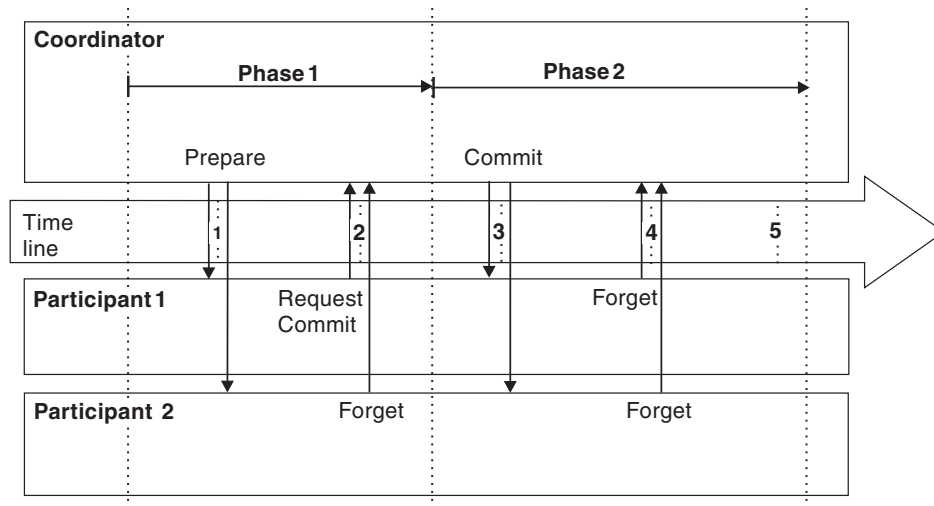 Coordinator
Phase 1
Phase 2
Prepare
Commit
Time
line
1
2
3
4
5
Participant 1
Request
Commit
Forget
Participant 2
Forget
Forget